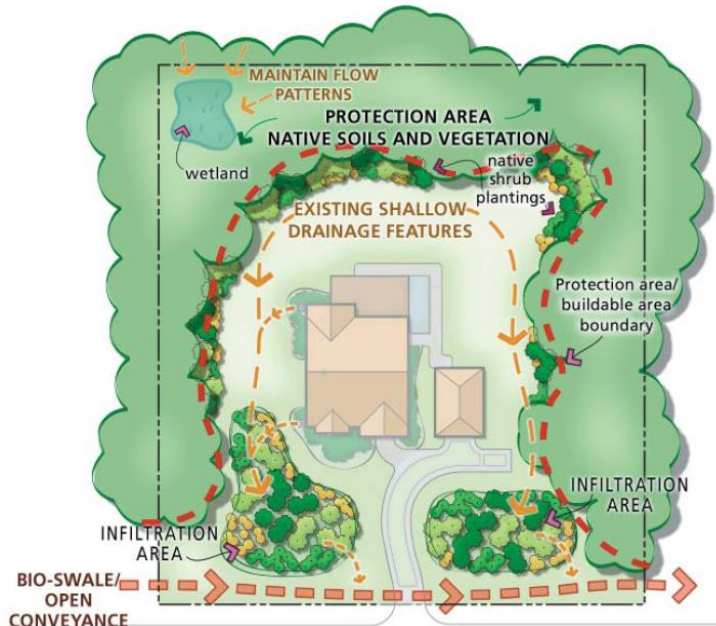 MAINTAIN FLOW
PATTERNS
PROTECTION AREA
NATIVE SOILS AND VEGETATION
wetland
native
shrub
plantings
EXISTING SHALLOW
DRAINAGE FEATURES
Protection area/
buildable area
boundary
INFILTRATION
AREA
INFILTRATION
AREA
BIO-SWALE/
OPEN
CONVEYANCE